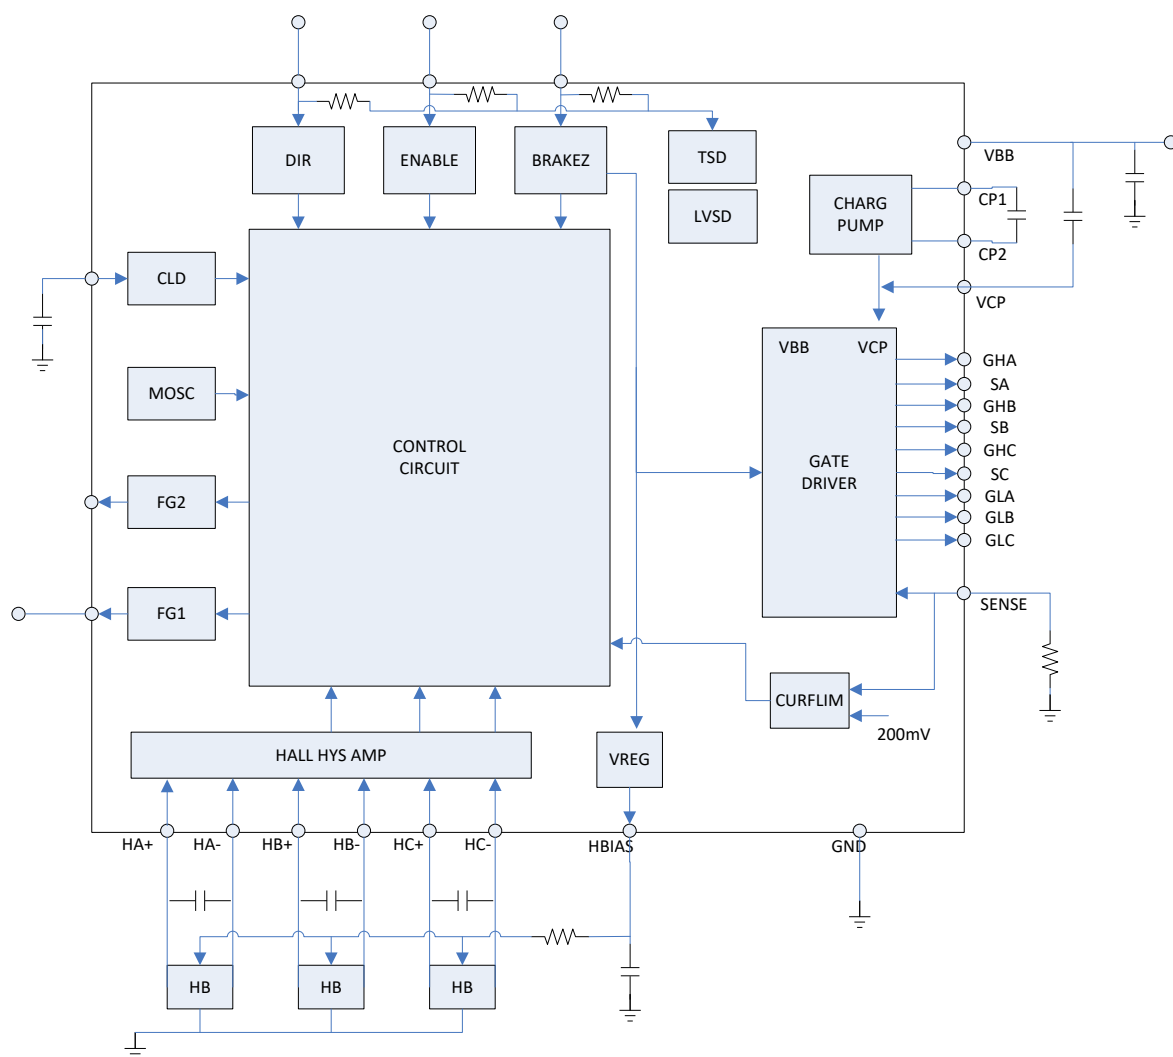 DIR
ENABLE
BRAKEZ
TSD
LVSD
VBB
CHARG
PUMP
CP1
CP2
VCP
CLD
MOSC
FG2
FG1
CONTROL
CIRCUIT
VBB
VCP
GATE
DRIVER
GHA
SA
GHB
SB
GHC
SC
GLA
GLB
GLC
SENSE
CURFLIM
200mV
HALL HYS AMP
VREG
HA+
HA-
HB+
HB-
HC+
HC-
HBIAS
GND
HB
HB
HB